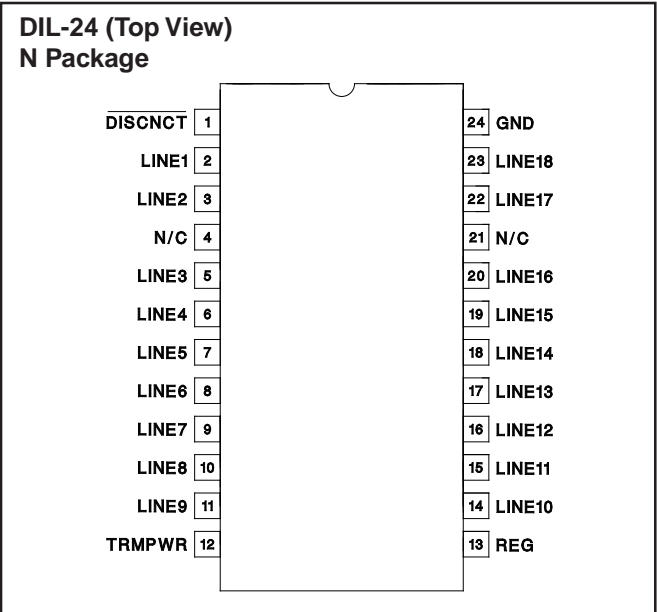 DIL-24 (Top View)
N Package
DISCNCT 1 24 GND
LINE1 2 23 LINE18
LINE2 3 22 LINE17
N/C 4 21 N/C
LINE3 5 20 LINE16
LINE4 6 19 LINE15
LINE5 7 18 LINE14
LINE6 8 17 LINE13
LINE7 9 16 LINE12
LINE8 10 15 LINE11
LINE9 11 14 LINE10
TRMPWR 12 13 REG